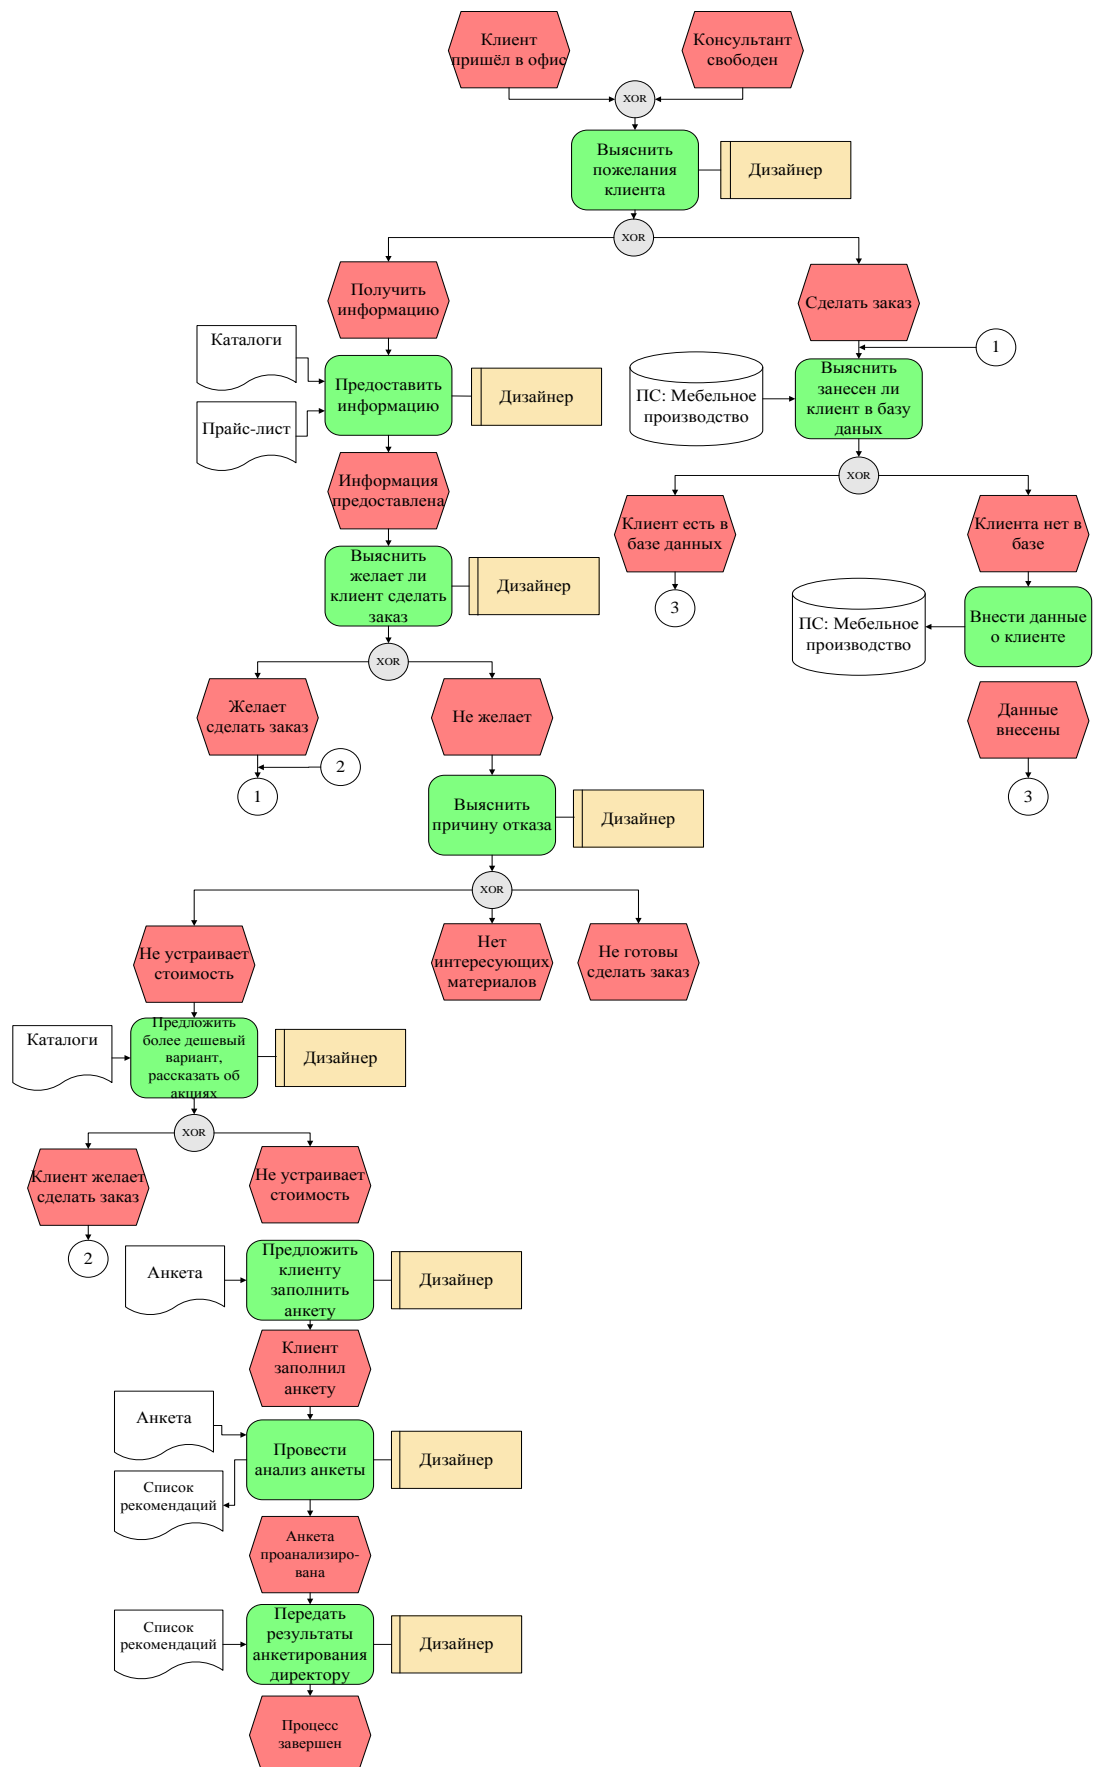 Клиент
пришёл в офис
Консультант
свободен
XOR
Выяснить
пожелания
клиента
Дизайнер
XOR
Получить
информацию
Сделать заказ
Каталоги
Прайс-лист
Предоставить
информацию
Дизайнер
1
ПС: Мебельное
производство
Выяснить
занесен ли
клиент в базу
даных
XOR
Информация
предоставлена
Клиент есть в
базе данных
Клиента нет в
базе
Выяснить
желает ли
клиент сделать
заказ
Дизайнер
3
ПС: Мебельное
производство
Внести данные
о клиенте
XOR
Желает
сделать заказ
Не желает
Данные
внесены
2
1
3
Выяснить
причину отказа
Дизайнер
XOR
Не устраивает
стоимость
Нет
интересующих
материалов
Не готовы
сделать заказ
Каталоги
Предложить
более дешевый
вариант,
рассказать об
акциях
Дизайнер
XOR
Клиент желает
сделать заказ
Не устраивает
стоимость
2
Анкета
Предложить
клиенту
заполнить
анкету
Дизайнер
Клиент
заполнил
анкету
Анкета
Провести
анализ анкеты
Дизайнер
Список
рекомендаций
Анкета
проанализиро-
вана
Список
рекомендаций
Передать
результаты
анкетирования
директору
Дизайнер
Процесс
завершен